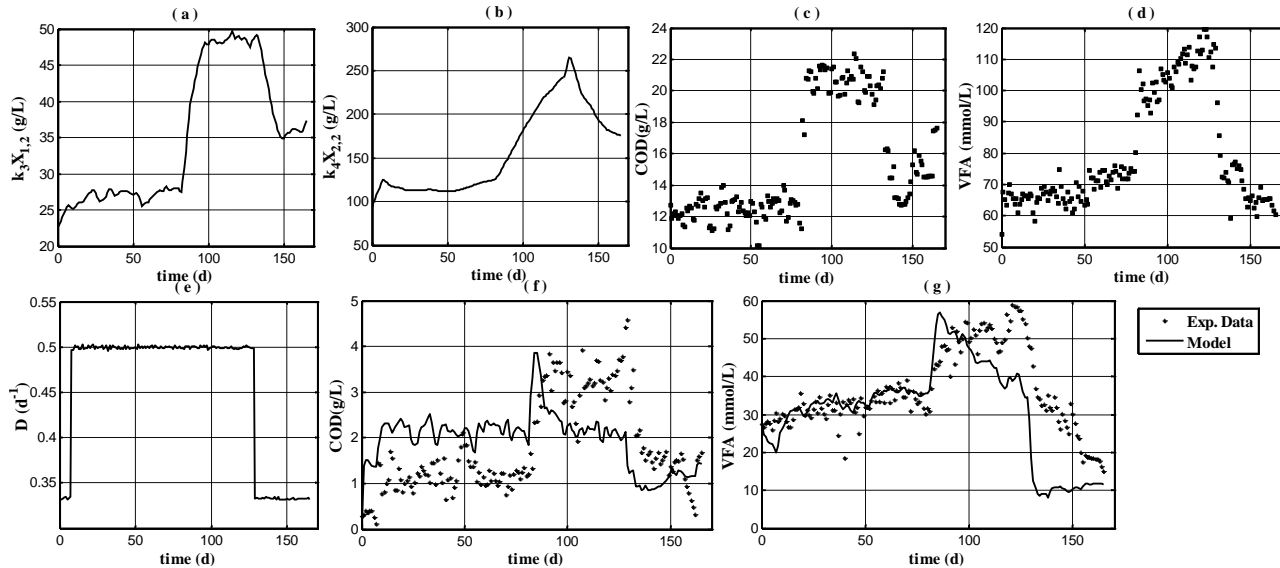 ( a )
50
45
40
35
30
25
20
k3X1,2 (g/L)
0 50 100 150
time (d)
( b )
300
250
200
150
100
50
k4X2,2 (g/L)
0 50 100 150
time (d)
( c )
24
22
20
18
16
14
12
10
COD(g/L)
0 50 100 150
time (d)
( d )
120
110
100
90
80
70
60
50
VFA (mmol/L)
0 50 100 150
time (d)
( e )
0.55
0.5
0.45
0.4
0.35
D (d-1)
0 50 100 150
time (d)
( f )
5
4
3
2
1
0
COD(g/L)
0 50 100 150
time (d)
( g )
60
50
40
30
20
10
0
VFA (mmol/L)
0 50 100 150
time (d)
Exp. Data
Model